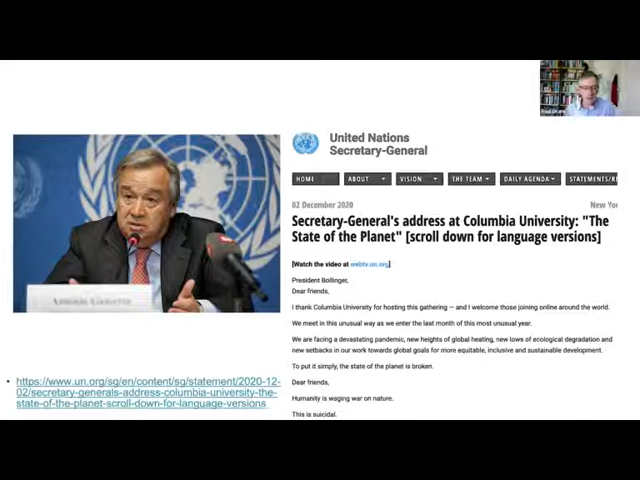 United Nations
Secretary-General
HOME
ABOUT
VISION
THE TEAM
DAILY AGENDA
STATEMENTS/RE
02 December 2020
New Yor
Secretary-General's address at Columbia University: "The
State of the Planet" [scroll down for language versions]
[Watch the video at webtv.un.org]
President Bollinger,
Dear friends,
I thank Columbia University for hosting this gathering — and I welcome those joining online around the world.
We meet in this unusual way as we enter the last month of this most unusual year.
We are facing a devastating pandemic, new heights of global heating, new lows of ecological degradation and
new setbacks in our work towards global goals for more equitable, inclusive and sustainable development.
To put it simply, the state of the planet is broken.
Dear friends,
Humanity is waging war on nature.
This is suicidal.
• https://www.un.org/sg/en/content/sg/statement/2020-12-
02/secretary-generals-address-columbia-university-the-
state-of-the-planet-scroll-down-for-language-versions